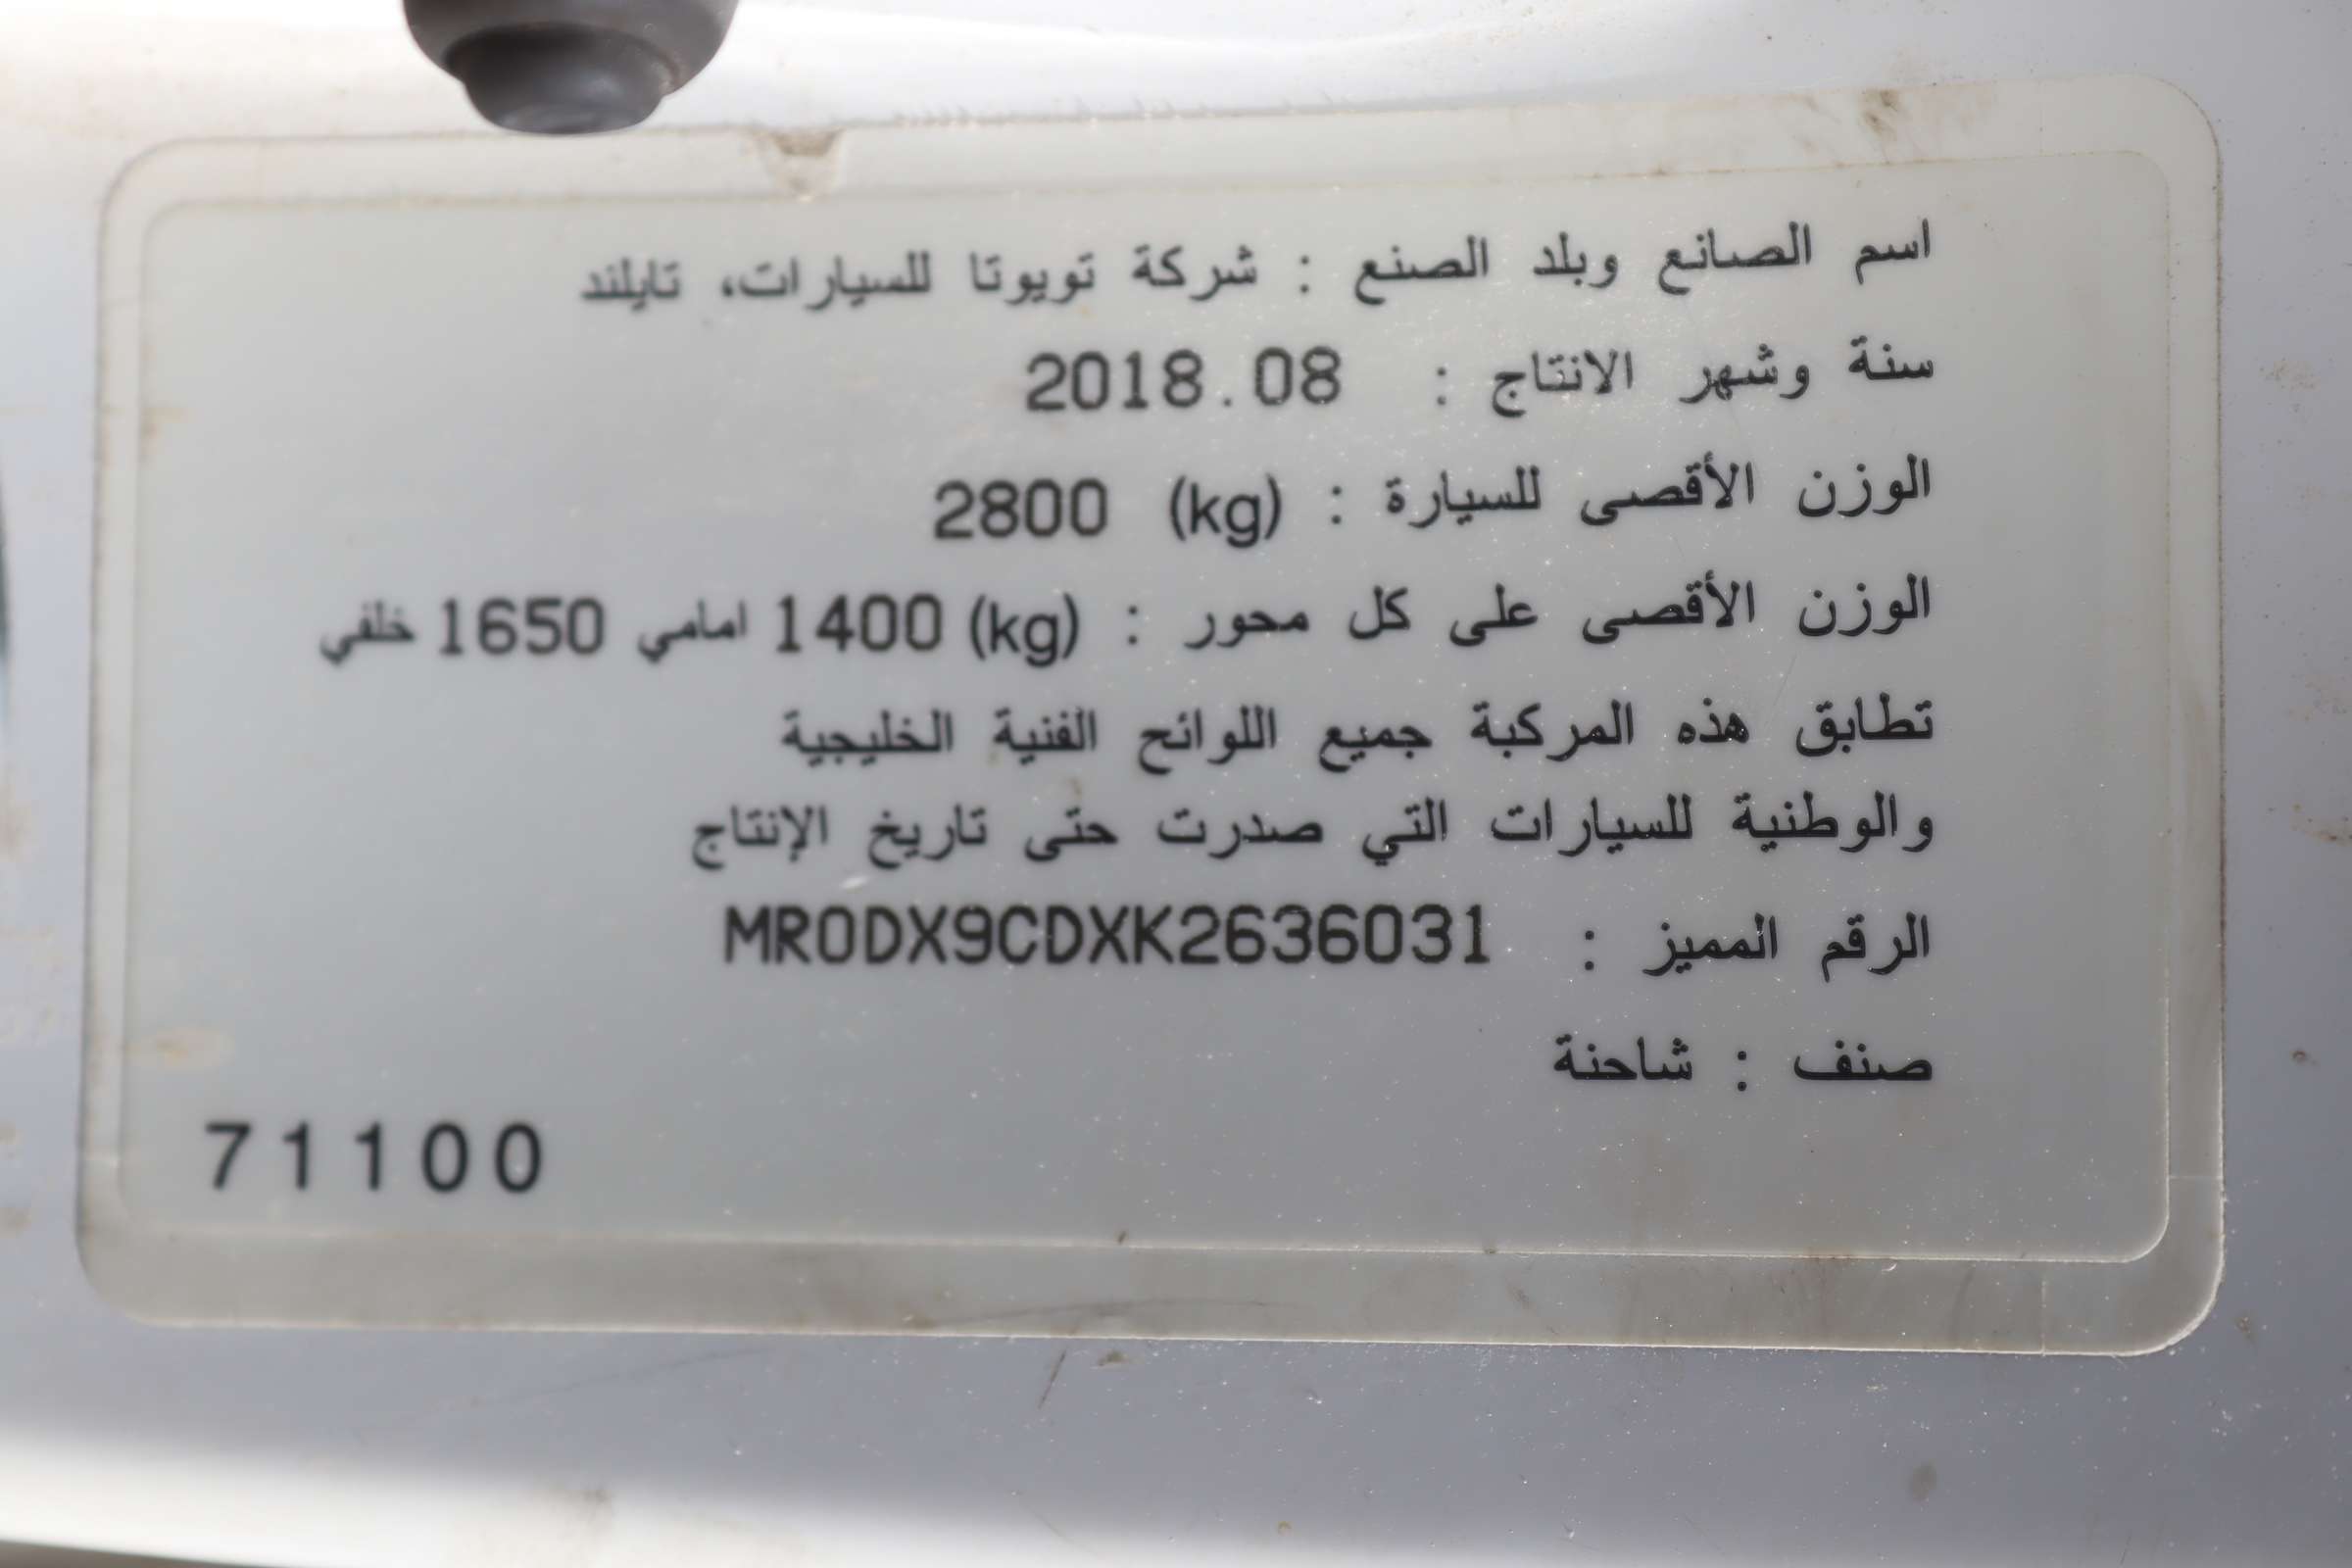 اسم الصانع وبلد الصنع : شركة تويوتا للسيارات، تايلند
سنة وشهر الانتاج : 2018.08
الوزن الأقصى للسيارة : (kg) 2800
الوزن الأقصى على كل محور : (kg) 1400 امامي 1650 خلفي
تطابق هذه المركبة جميع اللوائح الفنية الخليجية
والوطنية للسيارات التي صدرت حتى تاريخ الإنتاج
الرقم المميز : MR0DX9CDXK2636031
صنف : شاحنة
71100